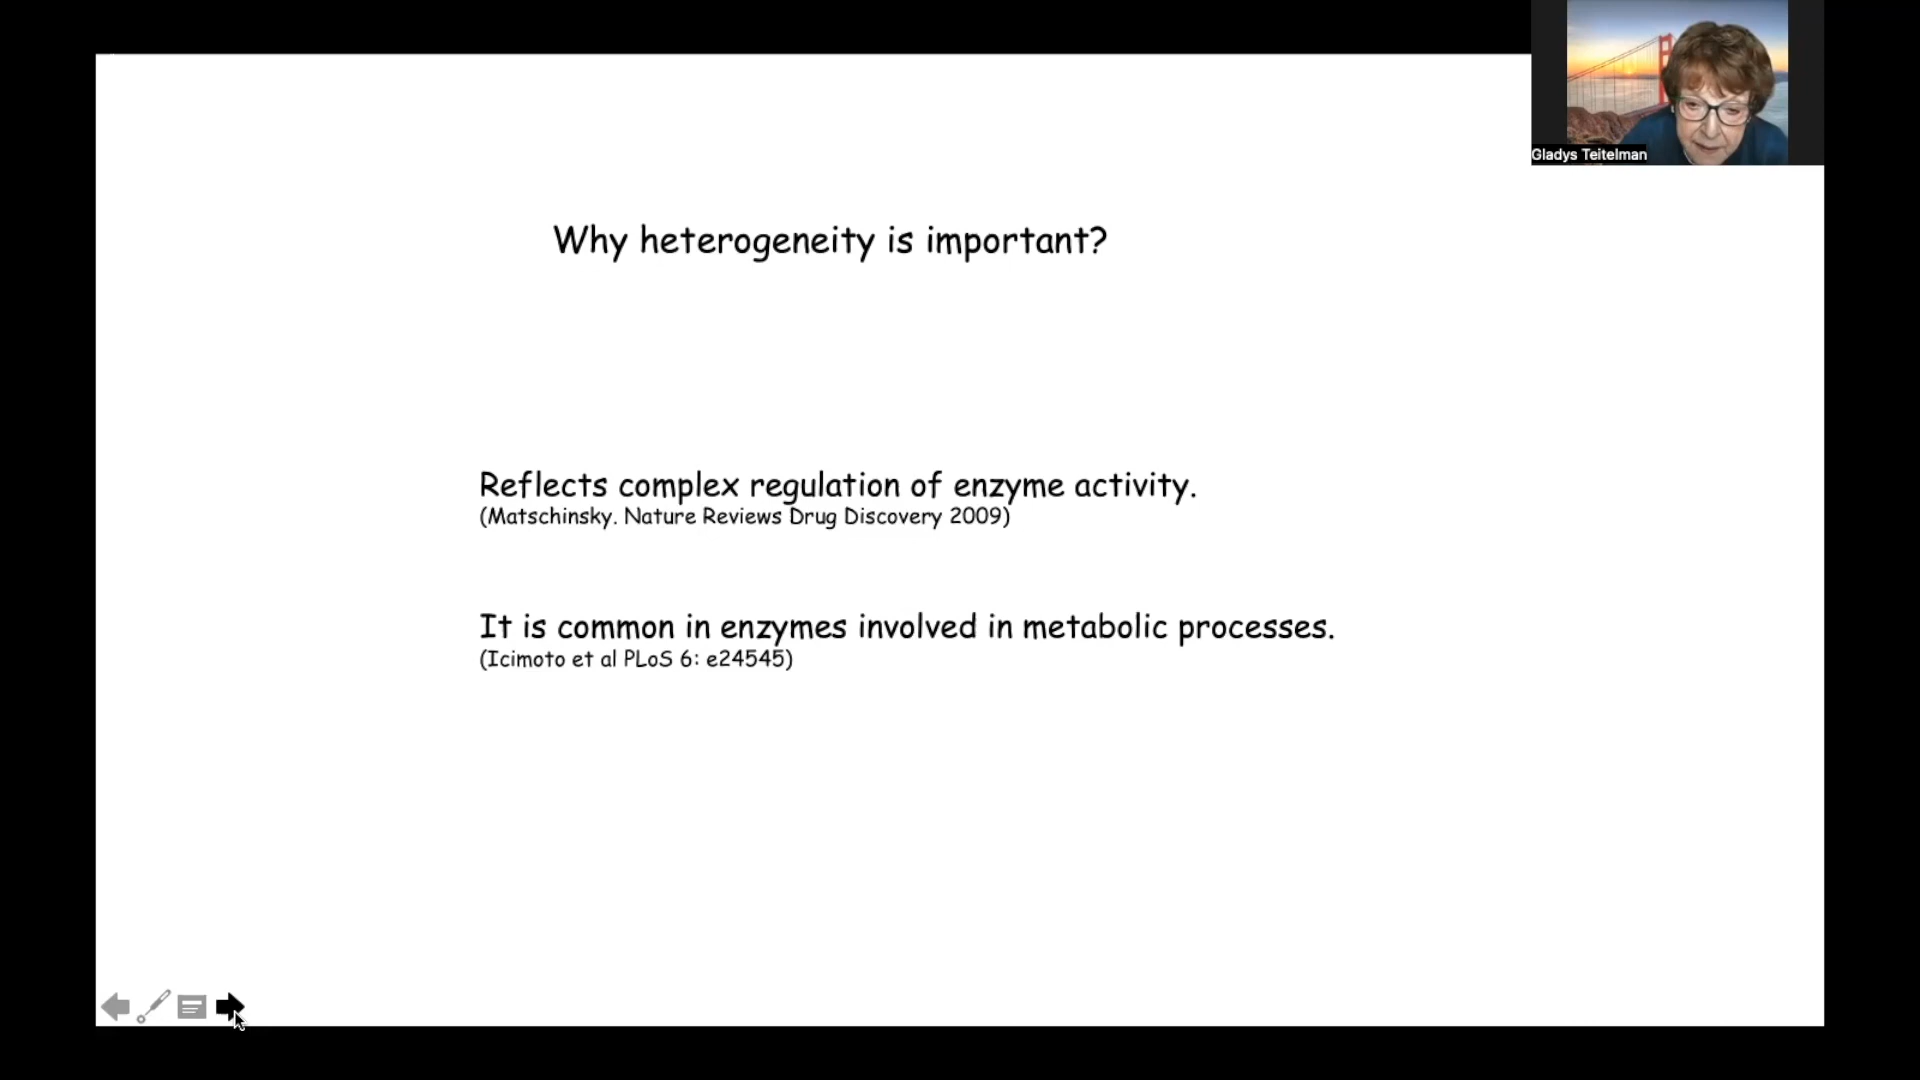 Gladys Teitelman
Why heterogeneity is important?
Reflects complex regulation of enzyme activity.
(Matschinsky. Nature Reviews Drug Discovery 2009)
It is common in enzymes involved in metabolic processes.
(Icimoto et al PLoS 6: e24545)